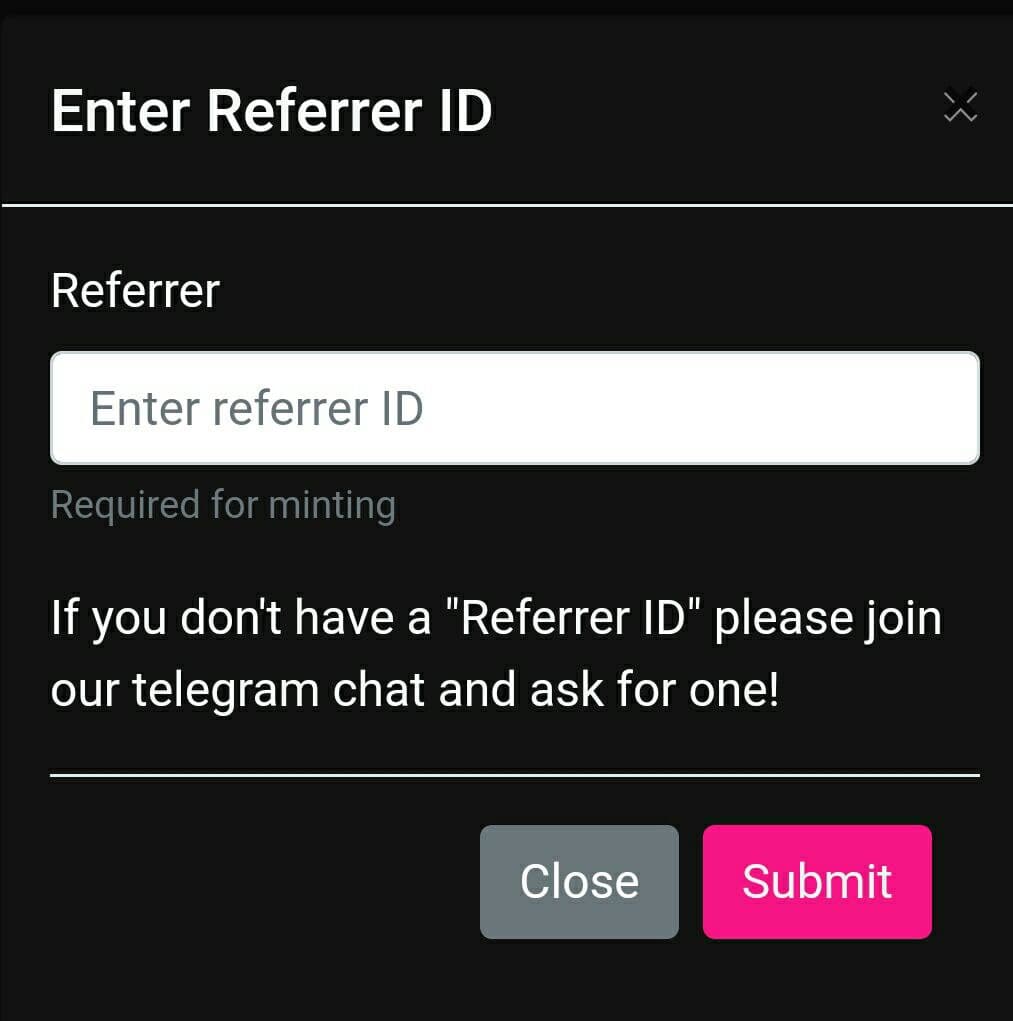 Enter Referrer ID
Referrer
Enter referrer ID
Required for minting
If you don't have a "Referrer ID" please join
our telegram chat and ask for one!
Close
Submit